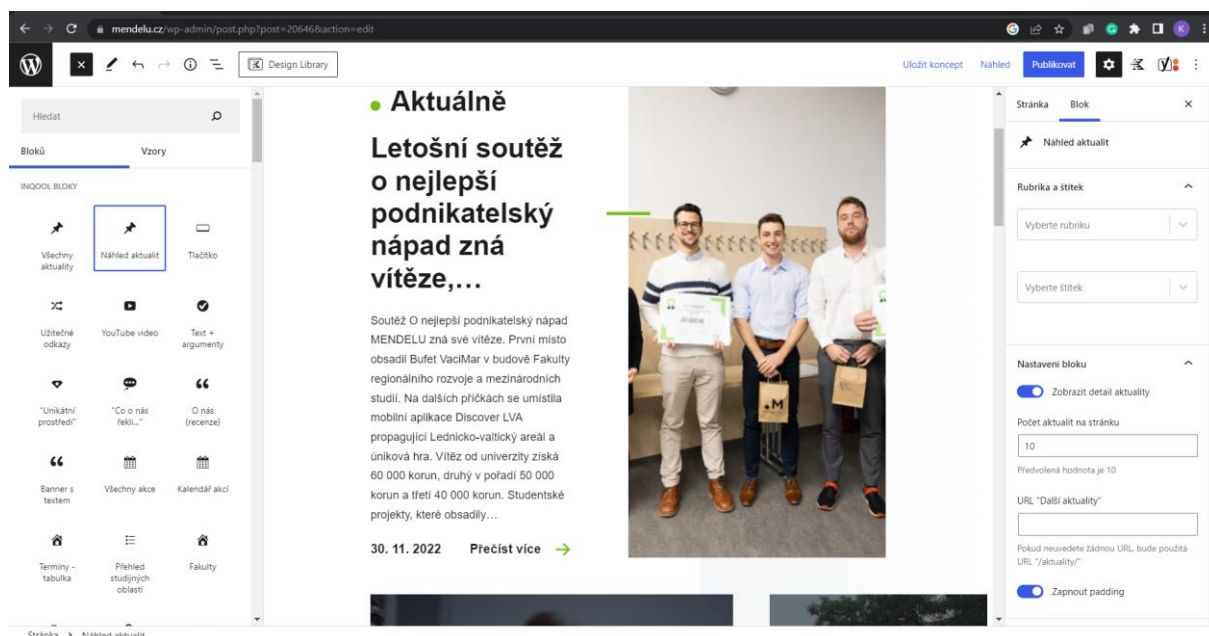 mendelu.cz/wp-admin/post.php?post=20646&action=edit
K
Design Library
Uložit koncept
Náhled
Publikovat
Hledat
Bloků
Vzory
INQOOL BLOKY
Všechny
aktuality
Náhled aktualit
Tlačítko
Užitečné
odkazy
YouTube video
Text +
argumenty
"Unikátní
prostředí"
"Co o nás
řekli..."
O nás
(recenze)
Banner s
textem
Všechny akce
Kalendář akcí
Termíny -
tabulka
Přehled
studijních
oblastí
Fakulty
Aktuálně
Letošní soutěž
o nejlepší
podnikatelský
nápad zná
vítěze,…
Soutěž O nejlepší podnikatelský nápad
MENDELU zná své vítěze. První místo
obsadil Bufet VaciMar v budově Fakulty
regionálního rozvoje a mezinárodních
studií. Na dalších příčkách se umístila
mobilní aplikace Discover LVA
propagující Lednicko-valtický areál a
úniková hra. Vítěz od univerzity získá
60 000 korun, druhý v pořadí 50 000
korun a třetí 40 000 korun. Studentské
projekty, které obsadily…
30. 11. 2022
Přečíst více
Stránka
Blok
Náhled aktualit
Rubrika a štítek
Vyberte rubriku
Vyberte štítek
Nastavení bloku
Zobrazit detail aktuality
Počet aktualit na stránku
10
Předvolená hodnota je 10
URL "Další aktuality"
Pokud neuvedete žádnou URL, bude použitá
URL "/aktuality/"
Zapnout padding
Stránka
Náhled aktualit